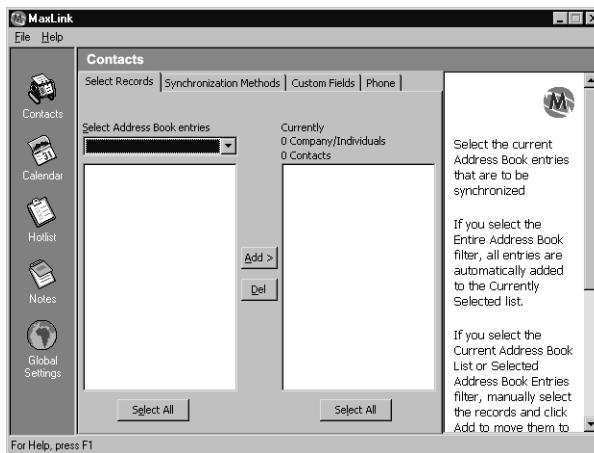 MaxLink
File Help
Contacts
Select Records Synchronization Methods Custom Fields Phone
Contacts
Calendar
Hotlist
Notes
Global
Settings
Select Address Book entries
Currently
0 Company/Individuals
0 Contacts
Add >
Del
Select All
Select All
M
Select the current
Address Book entries
that are to be
synchronized
If you select the
Entire Address Book
filter, all entries are
automatically added
to the Currently
Selected list.
If you select the
Current Address Book
List or Selected
Address Book Entries
filter, manually select
the records and click
Add to move them to
For Help, press F1